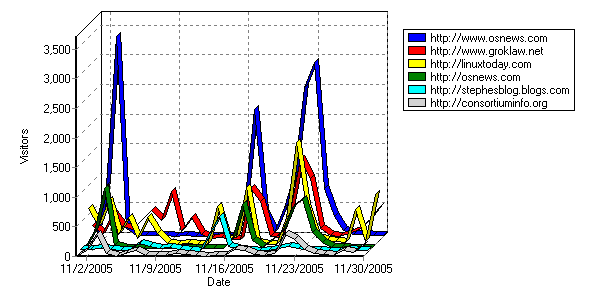 3,500
3,000
2,500
2,000
1,500
1,000
500
0
Visitors
11/2/2005
11/9/2005
11/16/2005
11/23/2005
11/30/2005
Date
http://www.osnews.com
http://www.groklaw.net
http://linuxtoday.com
http://osnews.com
http://stephesblog.blogs.com
http://consortiuminfo.org